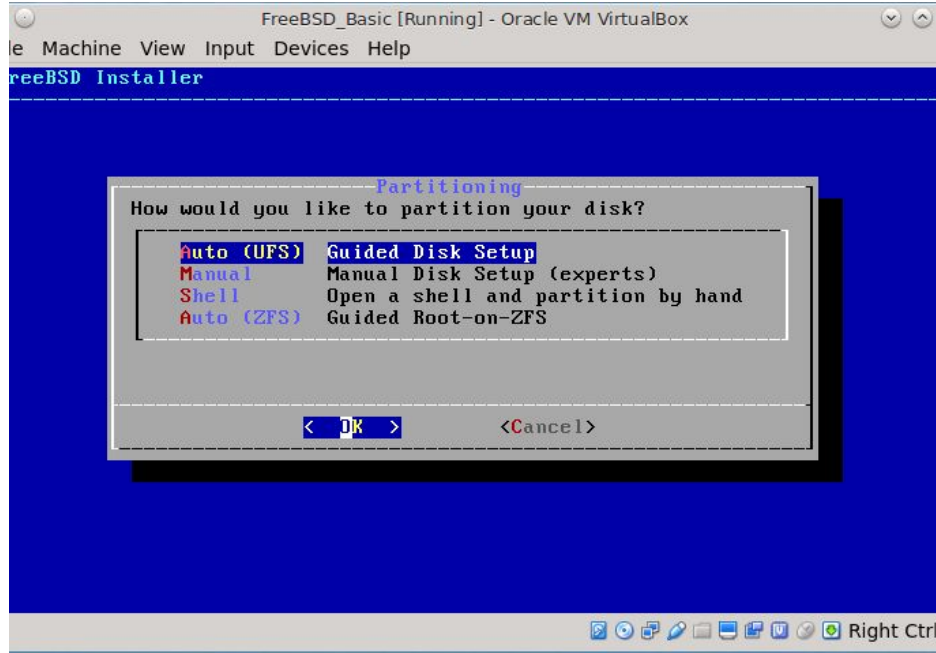 FreeBSD_Basic [Running] - Oracle VM VirtualBox
le Machine View Input Devices Help
reeBSD Installer
Partitioning
How would you like to partition your disk?
Auto (UFS) Guided Disk Setup
Manual Manual Disk Setup (experts)
Shell Open a shell and partition by hand
Auto (ZFS) Guided Root-on-ZFS
< OK > <Cancel>
Right Ctrl